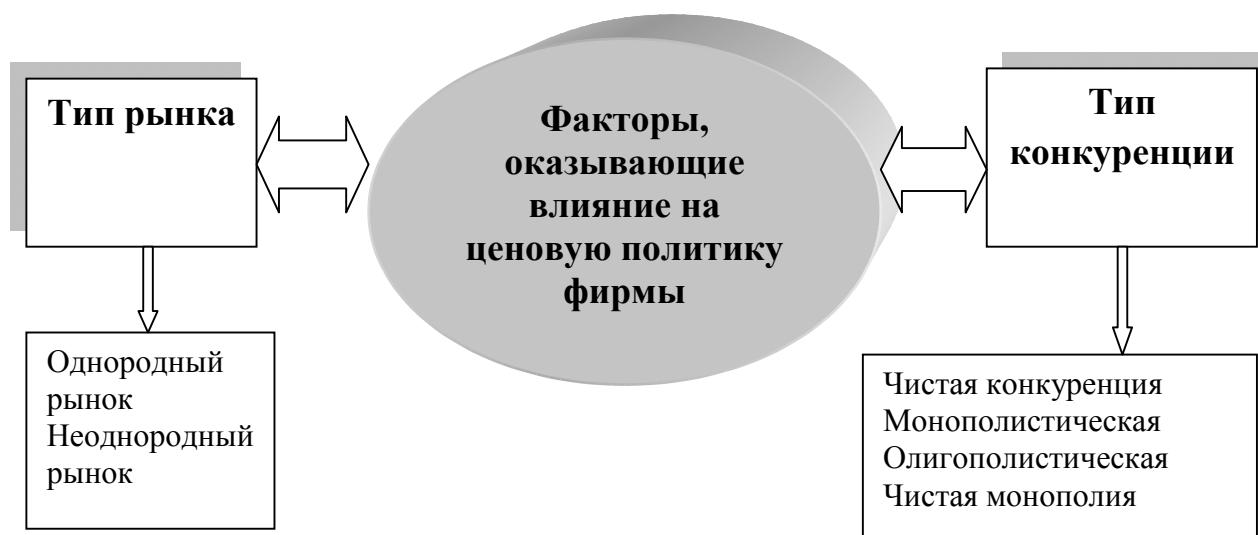 Тип рынка
Факторы,
оказывающие
влияние на
ценовую политику
фирмы
Тип
конкуренции
Однородный
рынок
Неоднородный
рынок
Чистая конкуренция
Монополистическая
Олигополистическая
Чистая монополия